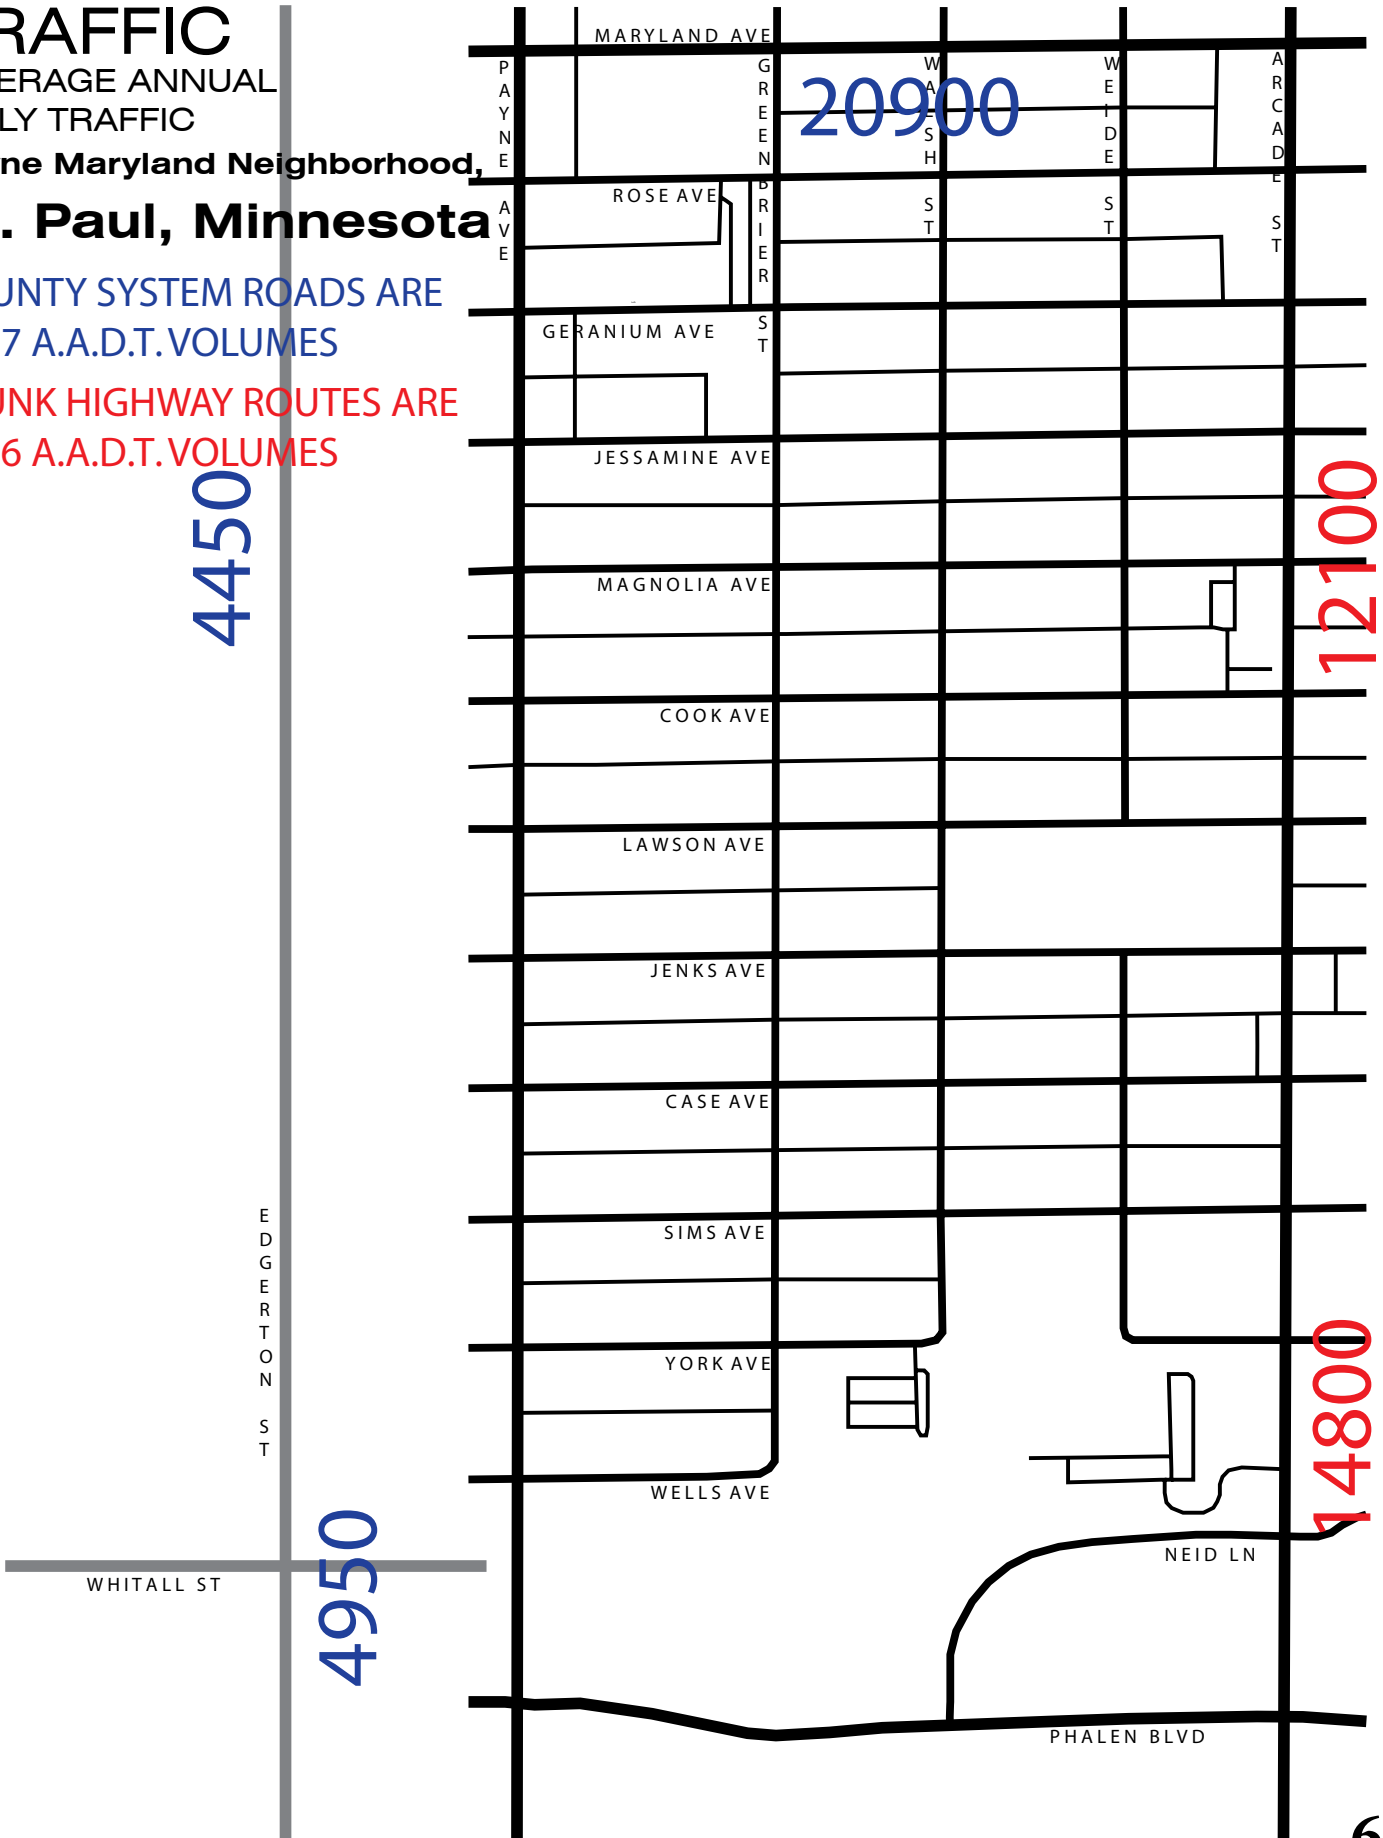 RAFFIC
ERAGE ANNUAL
LY TRAFFIC
ne Maryland Neighborhood,
. Paul, Minnesota
UNTY SYSTEM ROADS ARE
7 A.A.D.T. VOLUMES
UNK HIGHWAY ROUTES ARE
6 A.A.D.T. VOLUMES
MARYLAND AVE
PAYNE AVE
GREENBRIER ST
20900
WALSH ST
WEIDE ST
ARCADE ST
ROSE AVE
GERANIUM AVE
JESSAMINE AVE
4450
12100
MAGNOLIA AVE
COOK AVE
LAWSON AVE
JENKS AVE
CASE AVE
EDGERTON ST
SIMS AVE
YORK AVE
14800
WELLS AVE
4950
WHITALL ST
NEID LN
PHALEN BLVD
6